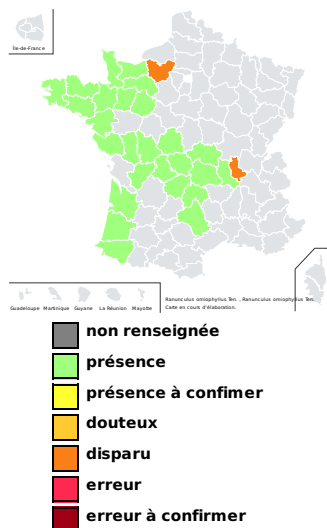 Île-de-France
Guadeloupe Martinique Guyane La Réunion Mayotte
Ranunculus omiophyllus Ten. , Ranunculus omiophyllus Ten.
Carte en cours d'élaboration.
non renseignée
présence
présence à confimer
douteux
disparu
erreur
erreur à confirmer